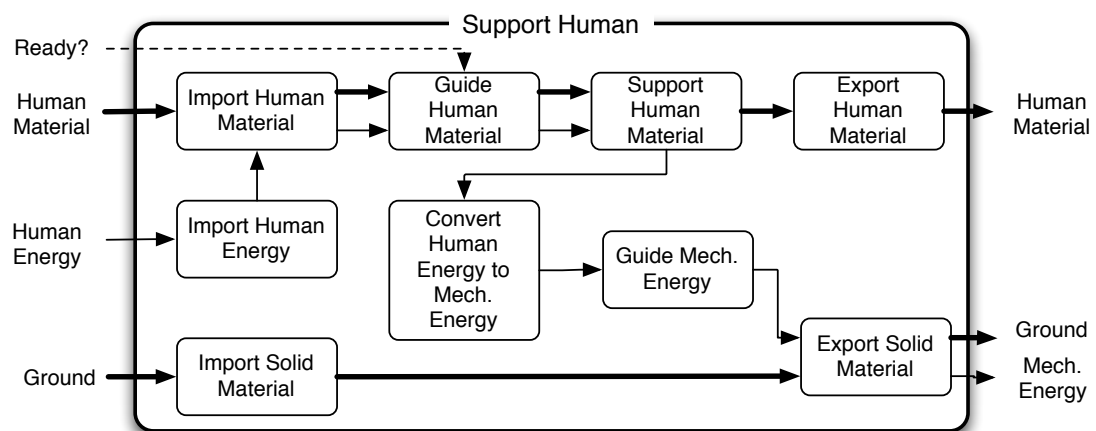 Support Human
Ready?
Human
Material
Import Human
Material
Guide
Human
Material
Support
Human
Material
Export
Human
Material
Human
Material
Human
Energy
Import Human
Energy
Convert
Human
Energy to
Mech.
Energy
Guide Mech.
Energy
Ground
Import Solid
Material
Export Solid
Material
Ground
Mech.
Energy